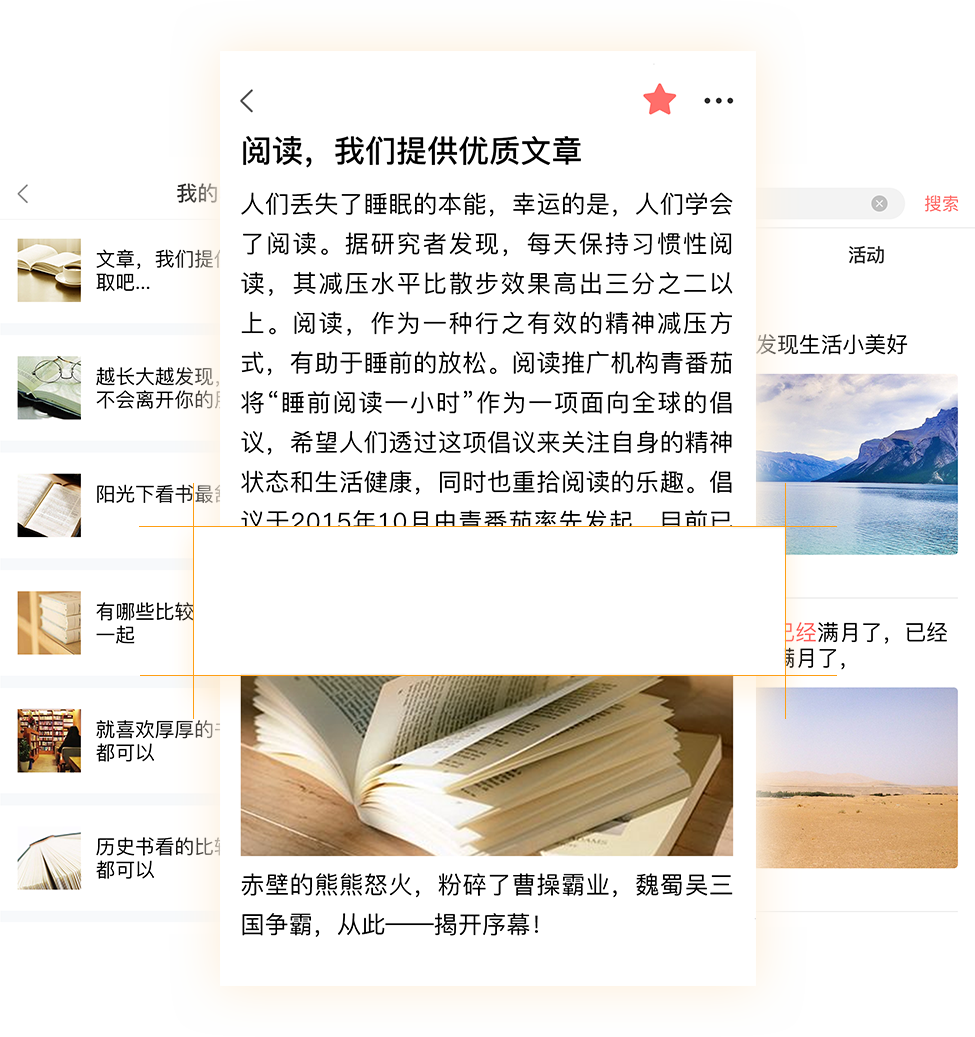 阅读，我们提供优质文章
人们丢失了睡眠的本能，幸运的是，人们学会
了阅读。据研究者发现，每天保持习惯性阅
读，其减压水平比散步效果高出三分之二以
上。阅读，作为一种行之有效的精神减压方
式，有助于睡前的放松。阅读推广机构青番茄
将“睡前阅读一小时”作为一项面向全球的倡
议，希望人们透过这项倡议来关注自身的精神
状态和生活健康，同时也重拾阅读的乐趣。倡
议于2015年10月由青番茄率先发起，目前已
赤壁的熊熊怒火，粉碎了曹操霸业，魏蜀吴三
国争霸，从此——揭开序幕！
我的
文章，我们提供
取吧...
越长大越发现，
不会离开你的
阳光下看书最
有哪些比较
一起
就喜欢厚厚的
都可以
历史书看的比较
都可以
搜索
活动
发现生活小美好
已经满月了，已经
满月了，